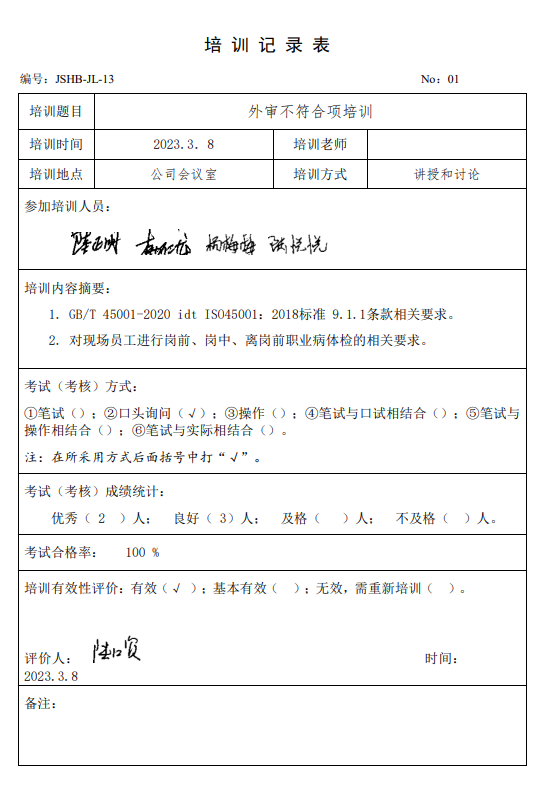 培训记录表
编号：JSHB-JL-13 No：01
培训题目 外审不符合项培训
培训时间 2023.3.8 培训老师
培训地点 公司会议室 培训方式 讲授和讨论
参加培训人员：
培训内容摘要：
1. GB/T 45001-2020 idt ISO45001：2018标准 9.1.1条款相关要求。
2. 对现场员工进行岗前、岗中、离岗前职业病体检的相关要求。
考试（考核）方式：
①笔试（）；②口头询问（√）；③操作（）；④笔试与口试相结合（）；⑤笔试与
操作相结合（）；⑥笔试与实际相结合（）。
注：在所采用方式后面括号中打“√”。
考试（考核）成绩统计：
优秀（ 2 ）人； 良好（ 3）人； 及格（ ）人； 不及格（ ）人。
考试合格率： 100 %
培训有效性评价：有效（√ ）；基本有效（ ）；无效，需重新培训（ ）。
评价人： 时间：
2023.3.8
备注：